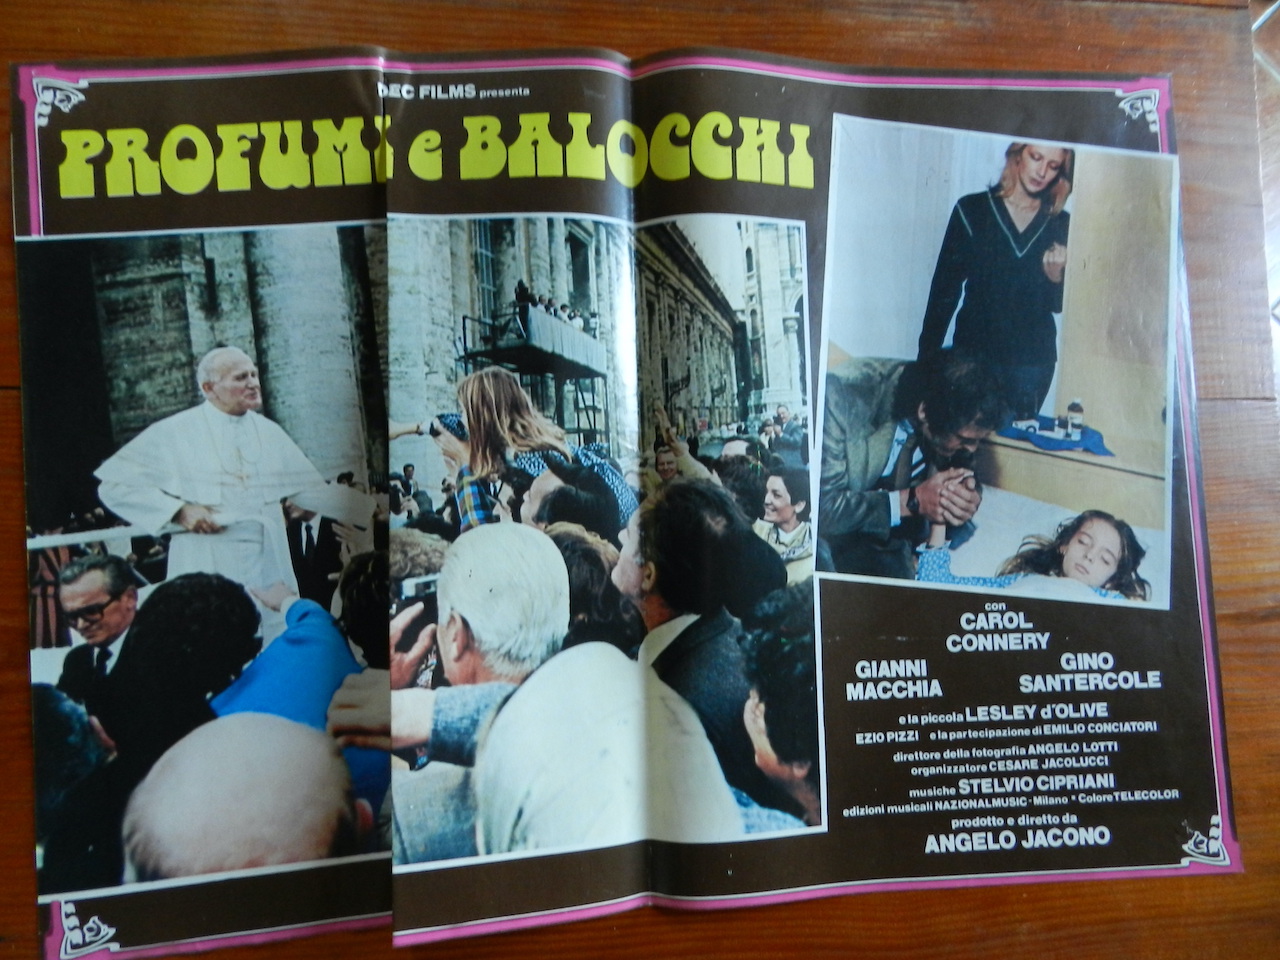 DEC FILMS presenta
PROFUMI e BALOCCHI
con
CAROL
CONNERY
GIANNI
MACCHIA
GINO
SANTERCOLE
e la piccola LESLEY d'OLIVE
EZIO PIZZI e la partecipazione di EMILIO CONCIATORI
direttore della fotografia ANGELO LOTTI
organizzatore CESARE JACOLUCCI
musiche STELVIO CIPRIANI
edizioni musicali NAZIONALMUSIC - Milano * Colore TELECOLOR
prodotto e diretto da
ANGELO JACONO